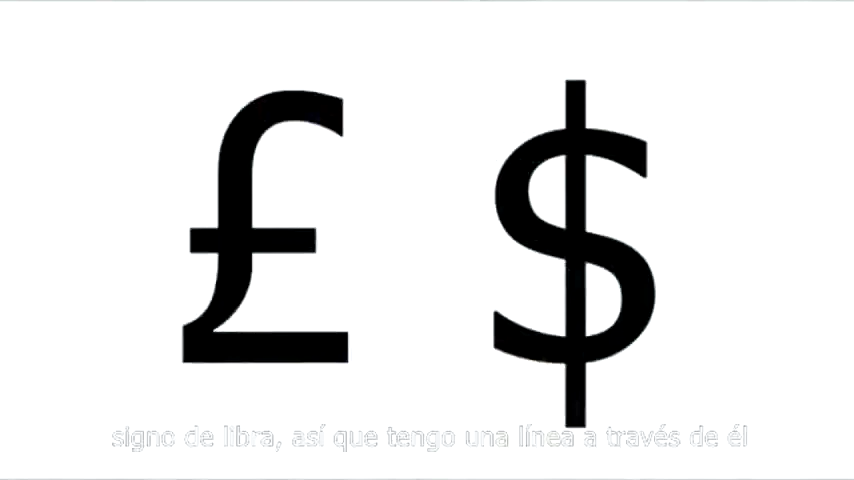 £ $
signo de libra, así que tengo una línea a través de él